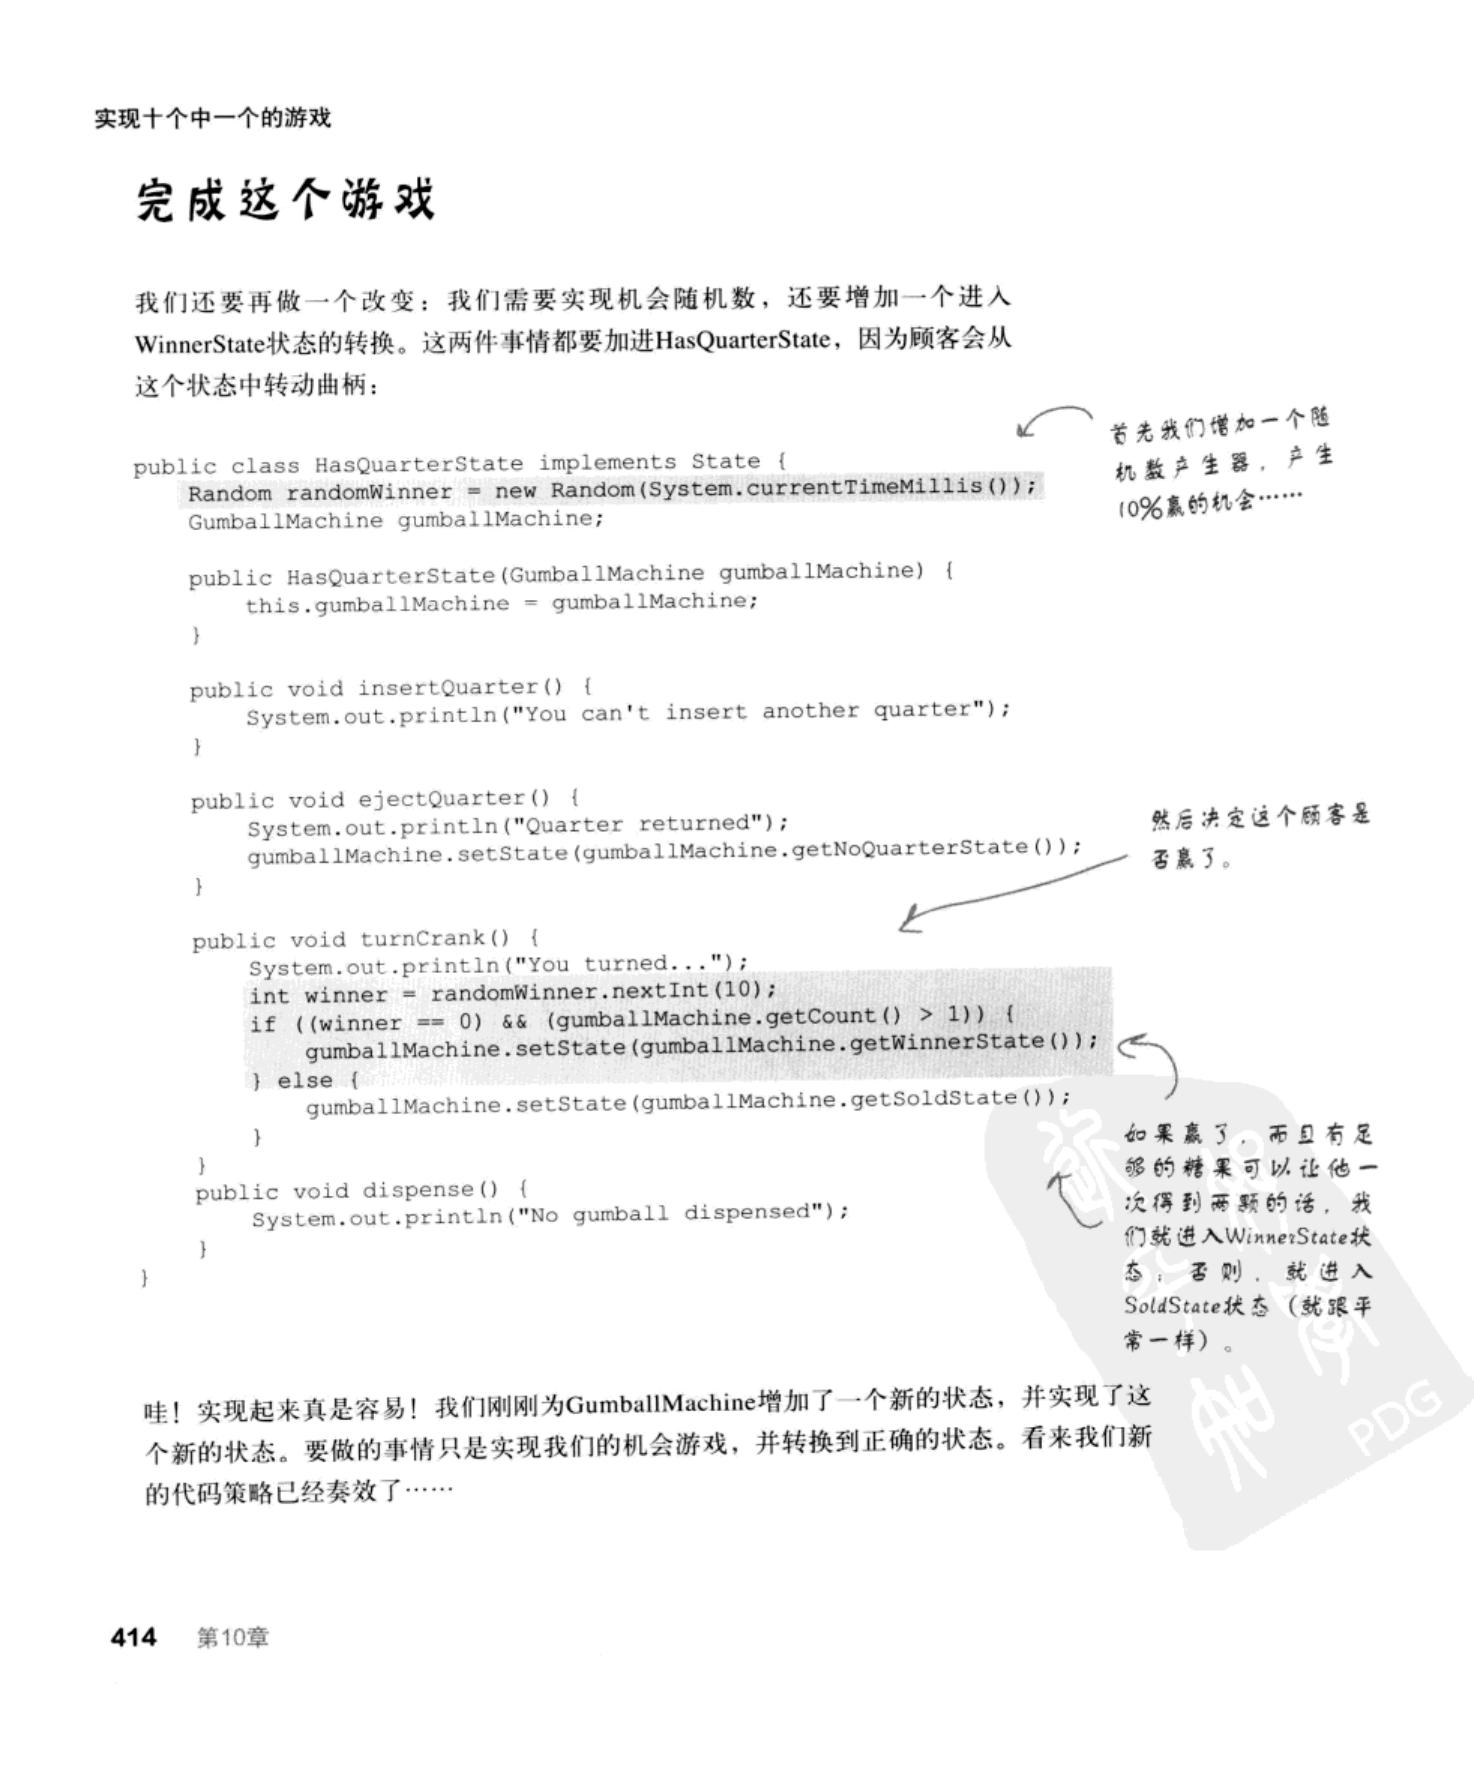 实现十个中一个的游戏
完成这个游戏
我们还要再做一个改变：我们需要实现机会随机数，还要增加一个进入
WinnerState状态的转换。这两件事情都要加进HasQuarterState，因为顾客会从
这个状态中转动曲柄：
首先我们增加一个随
机数产生器，产生
10%赢的机会……
public class HasQuarterState implements State {
    Random randomWinner = new Random(System.currentTimeMillis());
    GumballMachine gumballMachine;
    public HasQuarterState(GumballMachine gumballMachine) {
        this.gumballMachine = gumballMachine;
    }
    public void insertQuarter() {
        System.out.println("You can't insert another quarter");
    }
    public void ejectQuarter() {
        System.out.println("Quarter returned");
        gumballMachine.setState(gumballMachine.getNoQuarterState());
    }
然后决定这个顾客是
否赢了。
    public void turnCrank() {
        System.out.println("You turned...");
        int winner = randomWinner.nextInt(10);
        if ((winner == 0) && (gumballMachine.getCount() > 1)) {
            gumballMachine.setState(gumballMachine.getWinnerState());
        } else {
            gumballMachine.setState(gumballMachine.getSoldState());
        }
    }
    public void dispense() {
        System.out.println("No gumball dispensed");
    }
}
如果赢了，而且有足
够的糖果可以让他一
次得到两颗的话，我
们就进入WinnerState状
态；否则，就进入
SoldState状态（就跟平
常一样）。
哇！实现起来真是容易！我们刚刚为GumballMachine增加了一个新的状态，并实现了这
个新的状态。要做的事情只是实现我们的机会游戏，并转换到正确的状态。看来我们新
的代码策略已经奏效了……
PDG
414 第10章